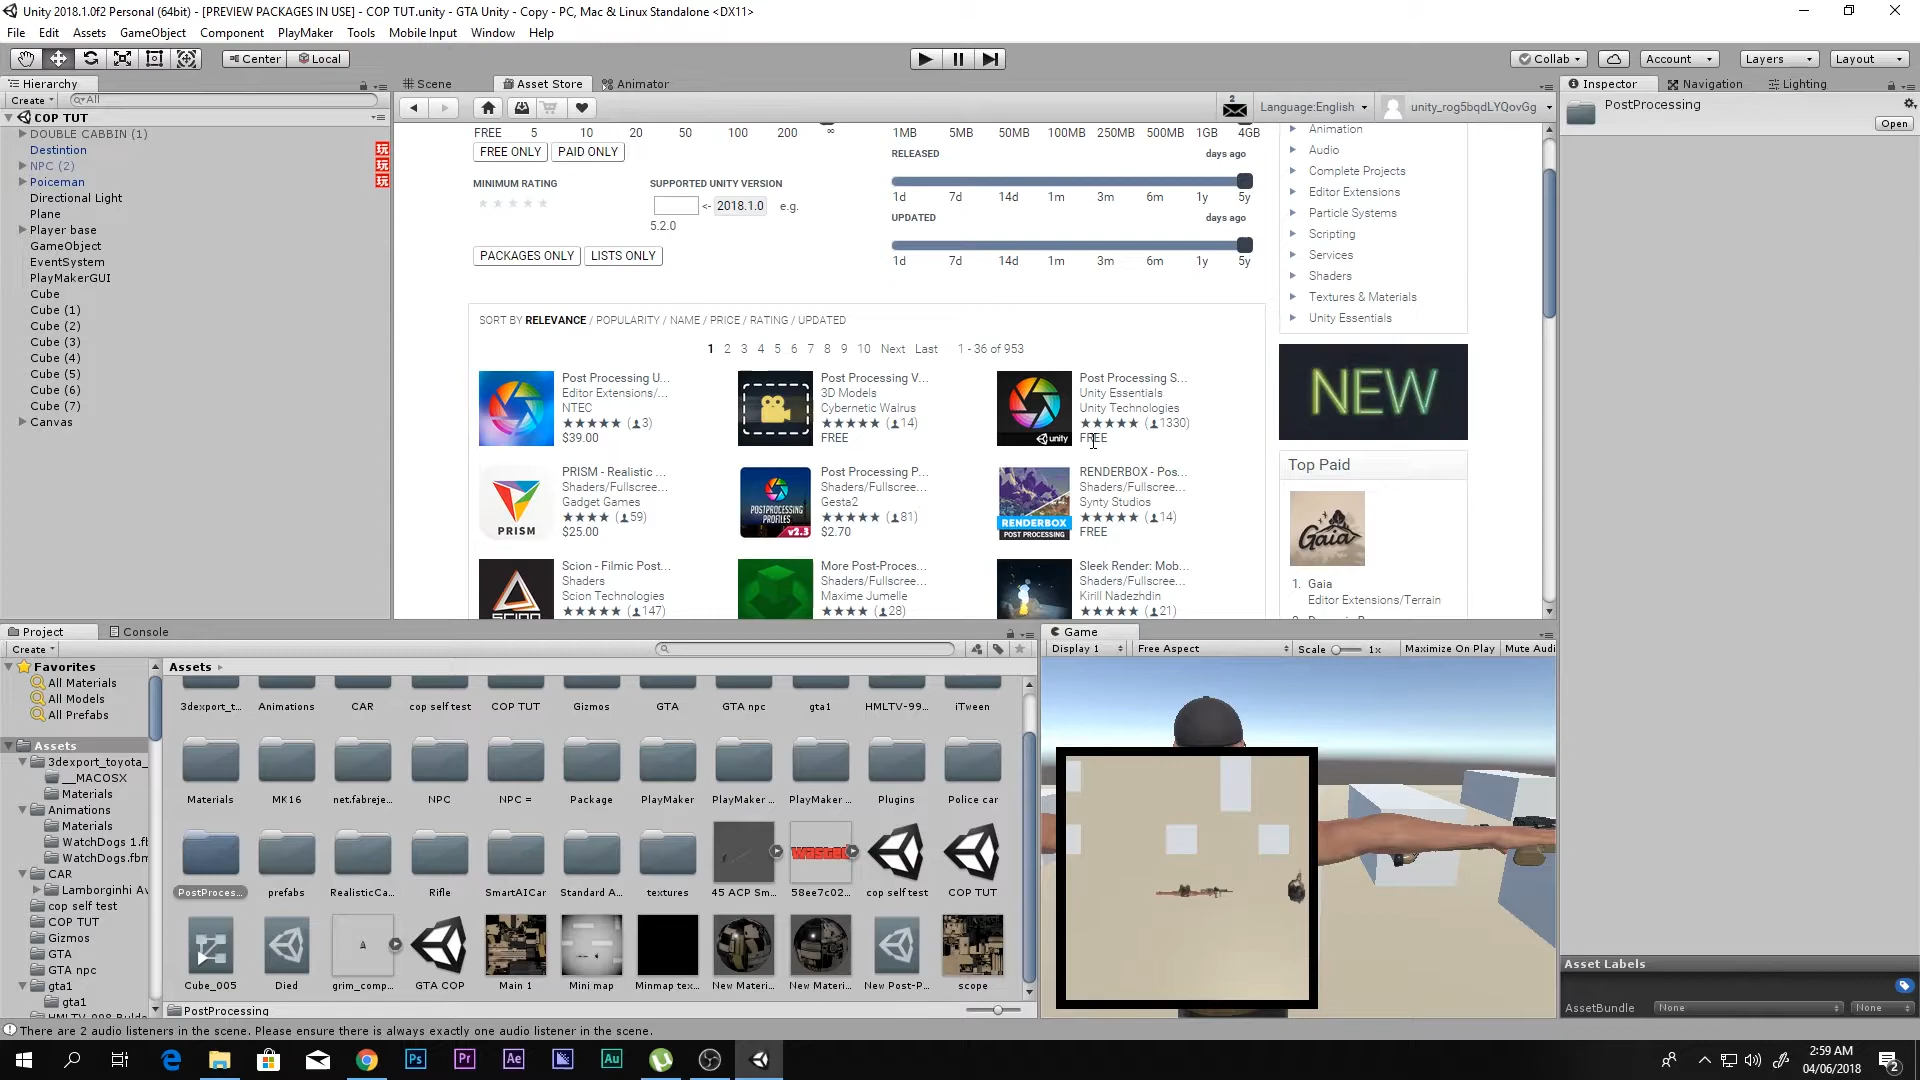 Unity 2018.1.0f2 Personal (64bit) - [PREVIEW PACKAGES IN USE] - COP TUT.unity - GTA Unity - Copy - PC, Mac & Linux Standalone <DX11>
File Edit Assets GameObject Component PlayMaker Tools Mobile Input Window Help
Center Local
Collab Account Layers Layout
Hierarchy
Create All
COP TUT
DOUBLE CABBIN (1)
Destintion
NPC (2)
Poiceman
玩
玩
玩
Directional Light
Plane
Player base
GameObject
EventSystem
PlayMakerGUI
Cube
Cube (1)
Cube (2)
Cube (3)
Cube (4)
Cube (5)
Cube (6)
Cube (7)
Canvas
Scene Asset Store Animator
2 Language:English unity_rog5bqdLYQovGg
FREE 5 10 20 50 100 200 ∞
FREE ONLY PAID ONLY
MINIMUM RATING
SUPPORTED UNITY VERSION
<- 2018.1.0 e.g.
5.2.0
PACKAGES ONLY LISTS ONLY
1MB 5MB 50MB 100MB 250MB 500MB 1GB 4GB
RELEASED days ago
1d 7d 14d 1m 3m 6m 1y 5y
UPDATED days ago
1d 7d 14d 1m 3m 6m 1y 5y
SORT BY RELEVANCE / POPULARITY / NAME / PRICE / RATING / UPDATED
1 2 3 4 5 6 7 8 9 10 Next Last 1 - 36 of 953
Post Processing U...
Editor Extensions/...
NTEC
★★★★★ (3)
$39.00
Post Processing V...
3D Models
Cybernetic Walrus
★★★★★ (14)
FREE
unity
Post Processing S...
Unity Essentials
Unity Technologies
★★★★★ (1330)
FREE
PRISM
PRISM - Realistic ...
Shaders/Fullscree...
Gadget Games
★★★★ (59)
$25.00
POSTPROCESSING
PROFILES
v2.3
Post Processing P...
Shaders/Fullscree...
Gesta2
★★★★★ (81)
$2.70
RENDERBOX
POST PROCESSING
RENDERBOX - Pos...
Shaders/Fullscree...
Synty Studios
★★★★★ (14)
FREE
SCION
Scion - Filmic Post...
Shaders
Scion Technologies
★★★★★ (147)
More Post-Proces...
Shaders/Fullscree...
Maxime Jumelle
★★★★ (28)
Sleek Render: Mob...
Shaders/Fullscree...
Kirill Nadezhdin
★★★★★ (21)
Animation
Audio
Complete Projects
Editor Extensions
Particle Systems
Scripting
Services
Shaders
Textures & Materials
Unity Essentials
NEW
Top Paid
Gaia
1. Gaia
Editor Extensions/Terrain
Inspector Navigation Lighting
PostProcessing
Open
Asset Labels
AssetBundle None None
Project Console
Create
Favorites
All Materials
All Models
All Prefabs
Assets
3dexport_toyota_
__MACOSX
Materials
Animations
Materials
WatchDogs 1.fb
WatchDogs.fbm
CAR
Lamborginhi Av
cop self test
COP TUT
Gizmos
GTA
GTA npc
gta1
gta1
Assets
3dexport_t... Animations CAR cop self test COP TUT Gizmos GTA GTA npc gta1 HMLTV-99... iTween
Materials MK16 net.fabreje... NPC NPC = Package PlayMaker PlayMaker ... PlayMaker ... Plugins Police car
wasted
PostProces... prefabs RealisticCa... Rifle SmartAICar Standard A... textures 45 ACP Sm... 58ee7c02... cop self test COP TUT
Cube_005 Died grim_comp... GTA COP Main 1 Mini map Minmap tex... New Materi... New Materi... New Post-P... scope
PostProcessing
Game
Display 1 Free Aspect Scale 1x Maximize On Play Mute Audi
There are 2 audio listeners in the scene. Please ensure there is always exactly one audio listener in the scene.
Ps Pr Ae Au
2:59 AM
04/06/2018
2